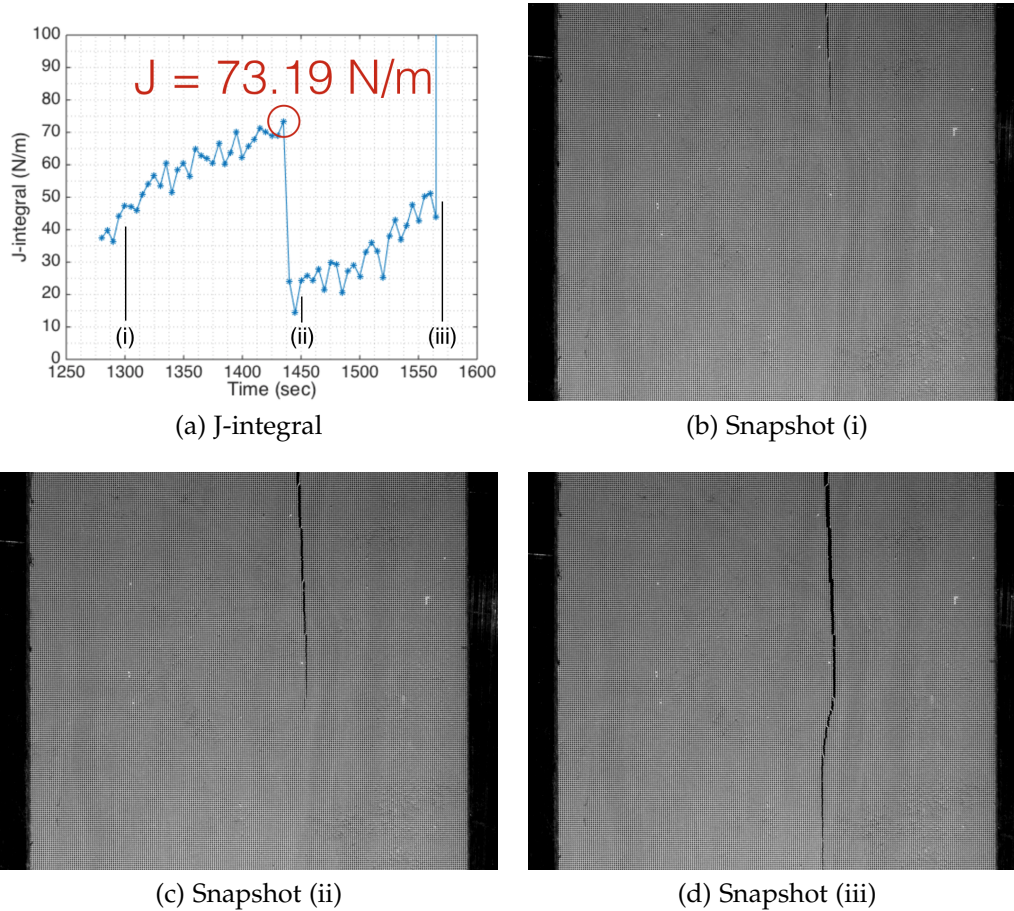 J = 73.19 N/m
J-integral (N/m)
100
90
80
70
60
50
40
30
20
10
0
(i)
(ii)
(iii)
1250
1300
1350
1400
1450
1500
1550
1600
Time (sec)
(a) J-integral
(b) Snapshot (i)
(c) Snapshot (ii)
(d) Snapshot (iii)